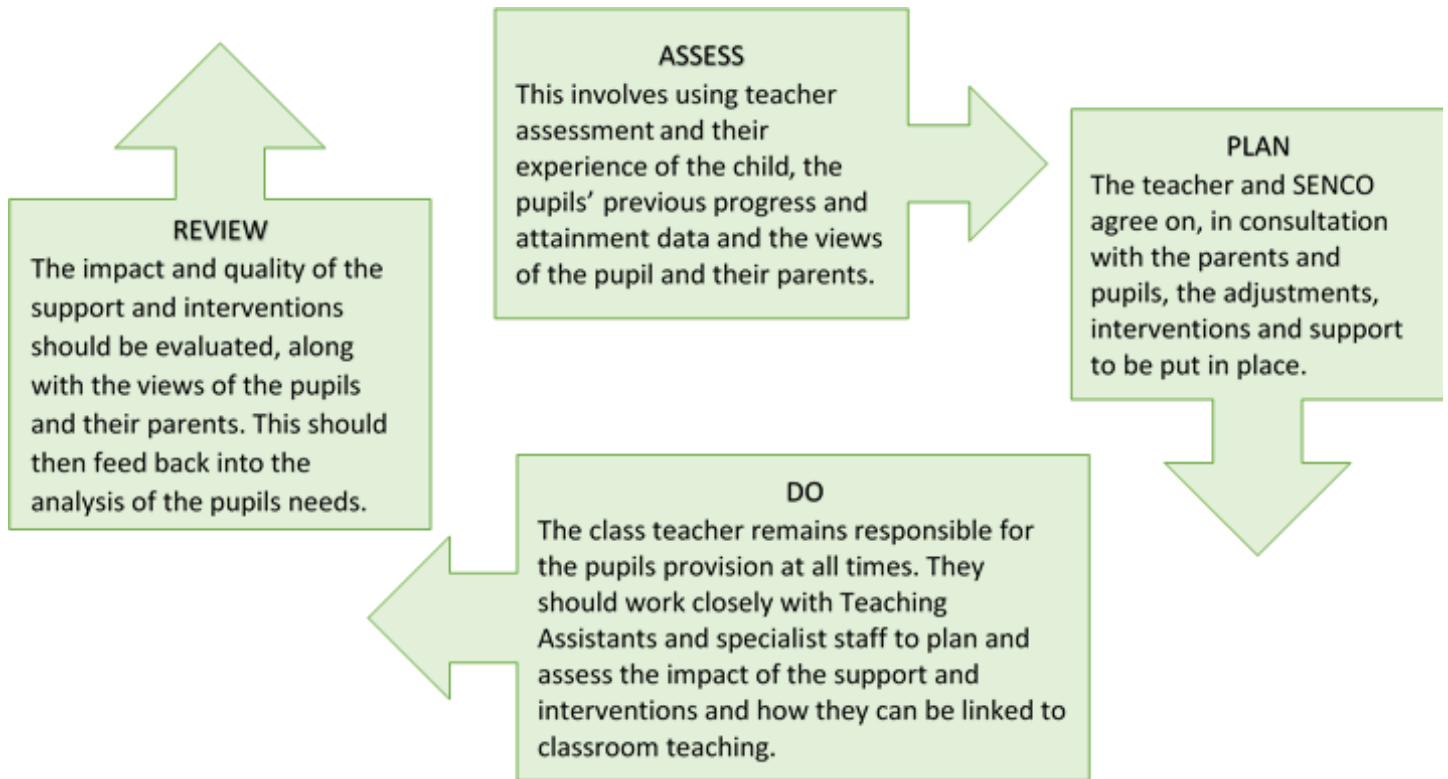 ASSESS
This involves using teacher
assessment and their
experience of the child, the
pupils’ previous progress and
attainment data and the views
of the pupil and their parents.
PLAN
The teacher and SENCO
agree on, in consultation
with the parents and
pupils, the adjustments,
interventions and support
to be put in place.
DO
The class teacher remains responsible for
the pupils provision at all times. They
should work closely with Teaching
Assistants and specialist staff to plan and
assess the impact of the support and
interventions and how they can be linked to
classroom teaching.
REVIEW
The impact and quality of the
support and interventions
should be evaluated, along
with the views of the pupils
and their parents. This should
then feed back into the
analysis of the pupils needs.